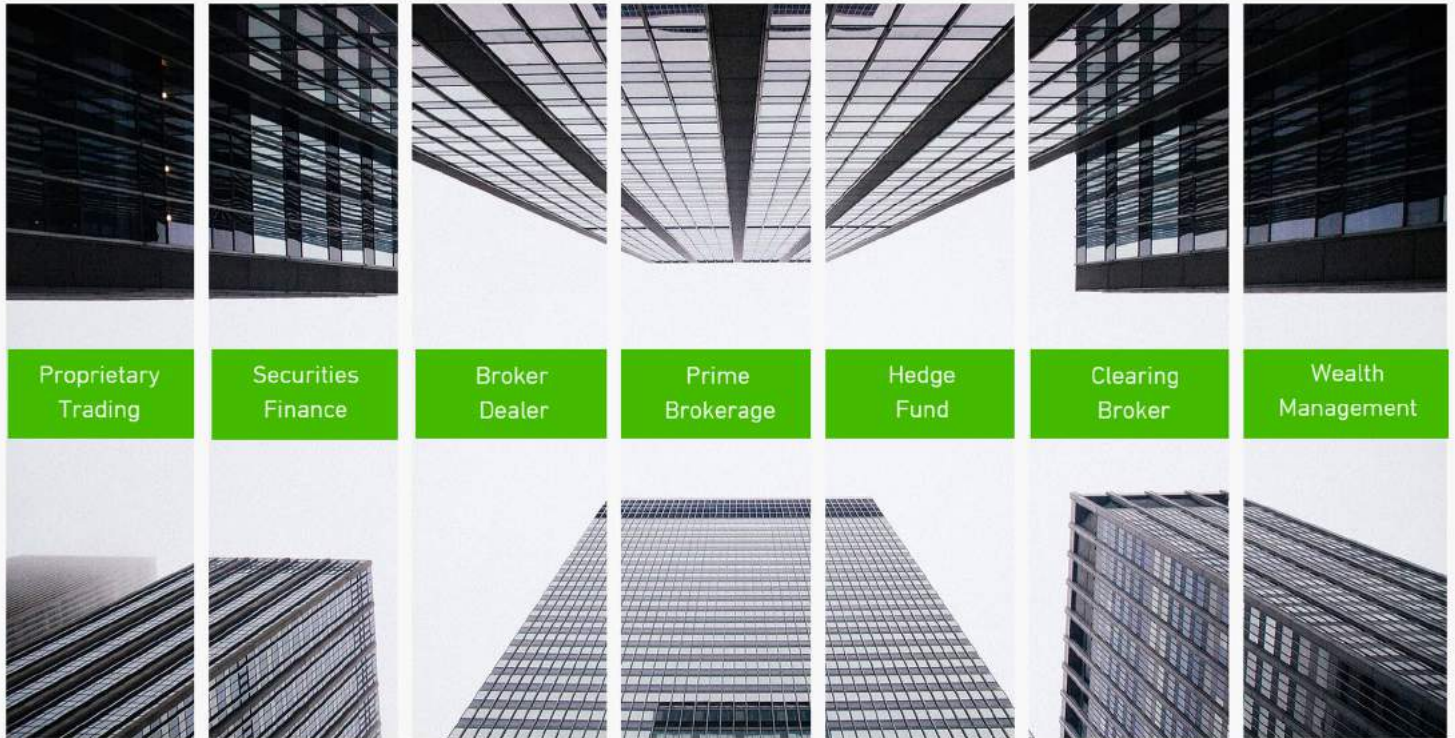 Proprietary
Trading
Securities
Finance
Broker
Dealer
Prime
Brokerage
Hedge
Fund
Clearing
Broker
Wealth
Management